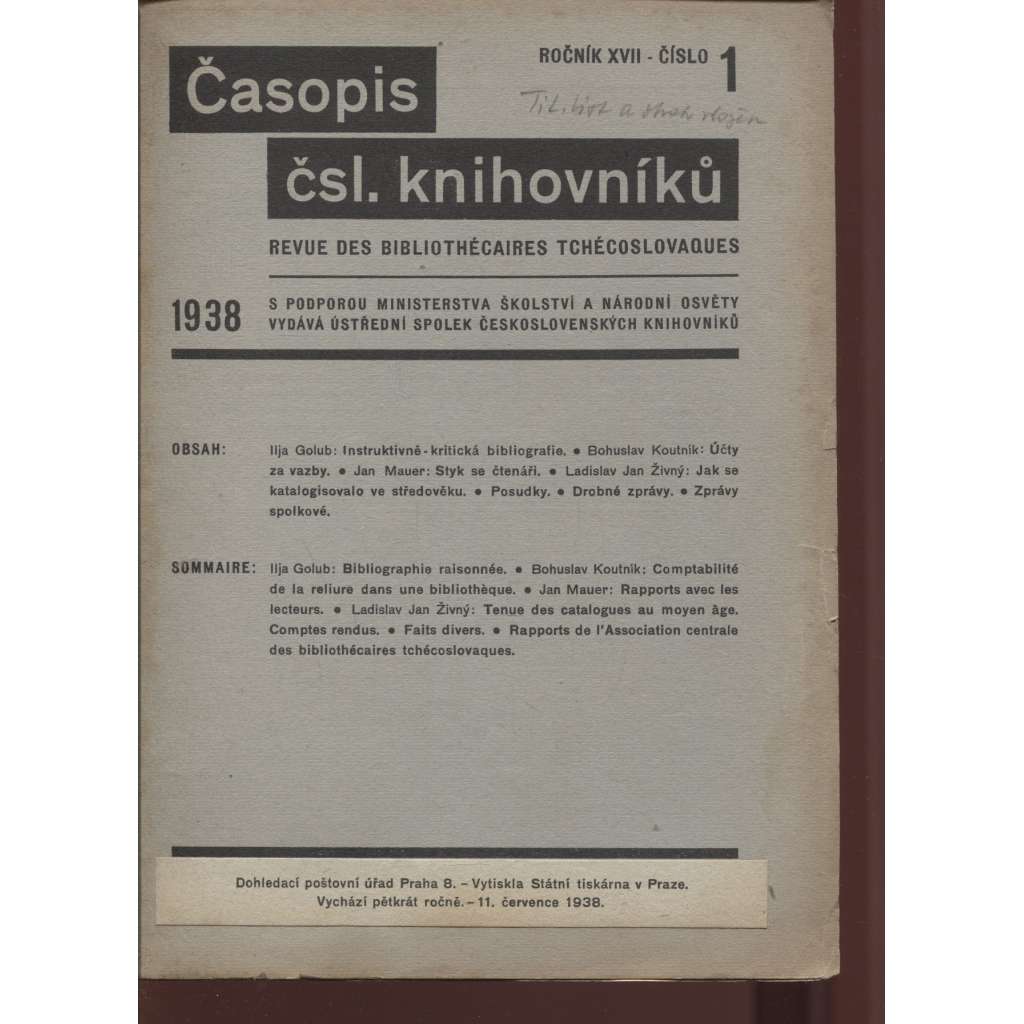 Časopis
ROČNÍK XVII - ČÍSLO 1
Tit. list a obsah vložen
čsl. knihovníků
REVUE DES BIBLIOTHÉCAIRES TCHÉCOSLOVAQUES
1938
S PODPOROU MINISTERSTVA ŠKOLSTVÍ A NÁRODNÍ OSVĚTY
VYDÁVÁ ÚSTŘEDNÍ SPOLEK ČESKOSLOVENSKÝCH KNIHOVNÍKŮ
OBSAH: Ilja Golub: Instruktivně-kritická bibliografie. ● Bohuslav Koutník: Účty
za vazby. ● Jan Mauer: Styk se čtenáři. ● Ladislav Jan Živný: Jak se
katalogisovalo ve středověku. ● Posudky. ● Drobné zprávy. ● Zprávy
spolkové.
SOMMAIRE: Ilja Golub: Bibliographie raisonnée. ● Bohuslav Koutník: Comptabilité
de la reliure dans une bibliothèque. ● Jan Mauer: Rapports avec les
lecteurs. ● Ladislav Jan Živný: Tenue des catalogues au moyen âge.
Comptes rendus. ● Faits divers. ● Rapports de l'Association centrale
des bibliothécaires tchécoslovaques.
Dohledací poštovní úřad Praha 8. – Vytiskla Státní tiskárna v Praze.
Vychází pětkrát ročně. – 11. července 1938.